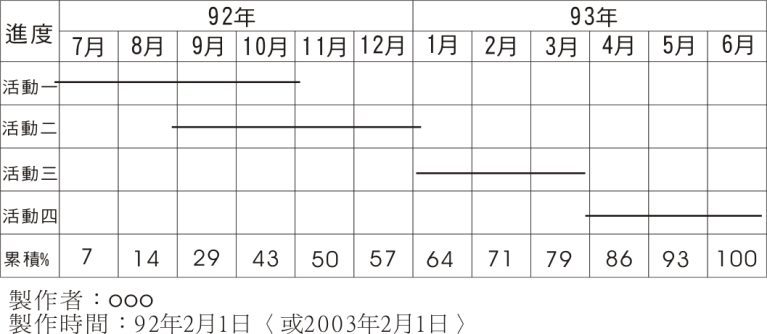 進度 92年 93年
7月 8月 9月 10月 11月 12月 1月 2月 3月 4月 5月 6月
活動一
活動二
活動三
活動四
累積% 7 14 29 43 50 57 64 71 79 86 93 100
製作者：○○○
製作時間：92年2月1日〈或2003年2月1日〉